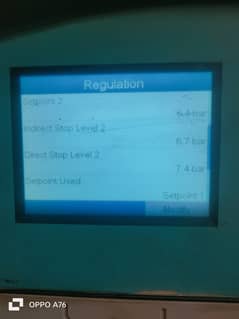 Regulation
Setpoint 2
6.4 bar
Indirect Stop Level 2
6.7 bar
Direct Stop Level 2
7.4 bar
Setpoint Used
Setpoint 1
Modify
OPPO A76